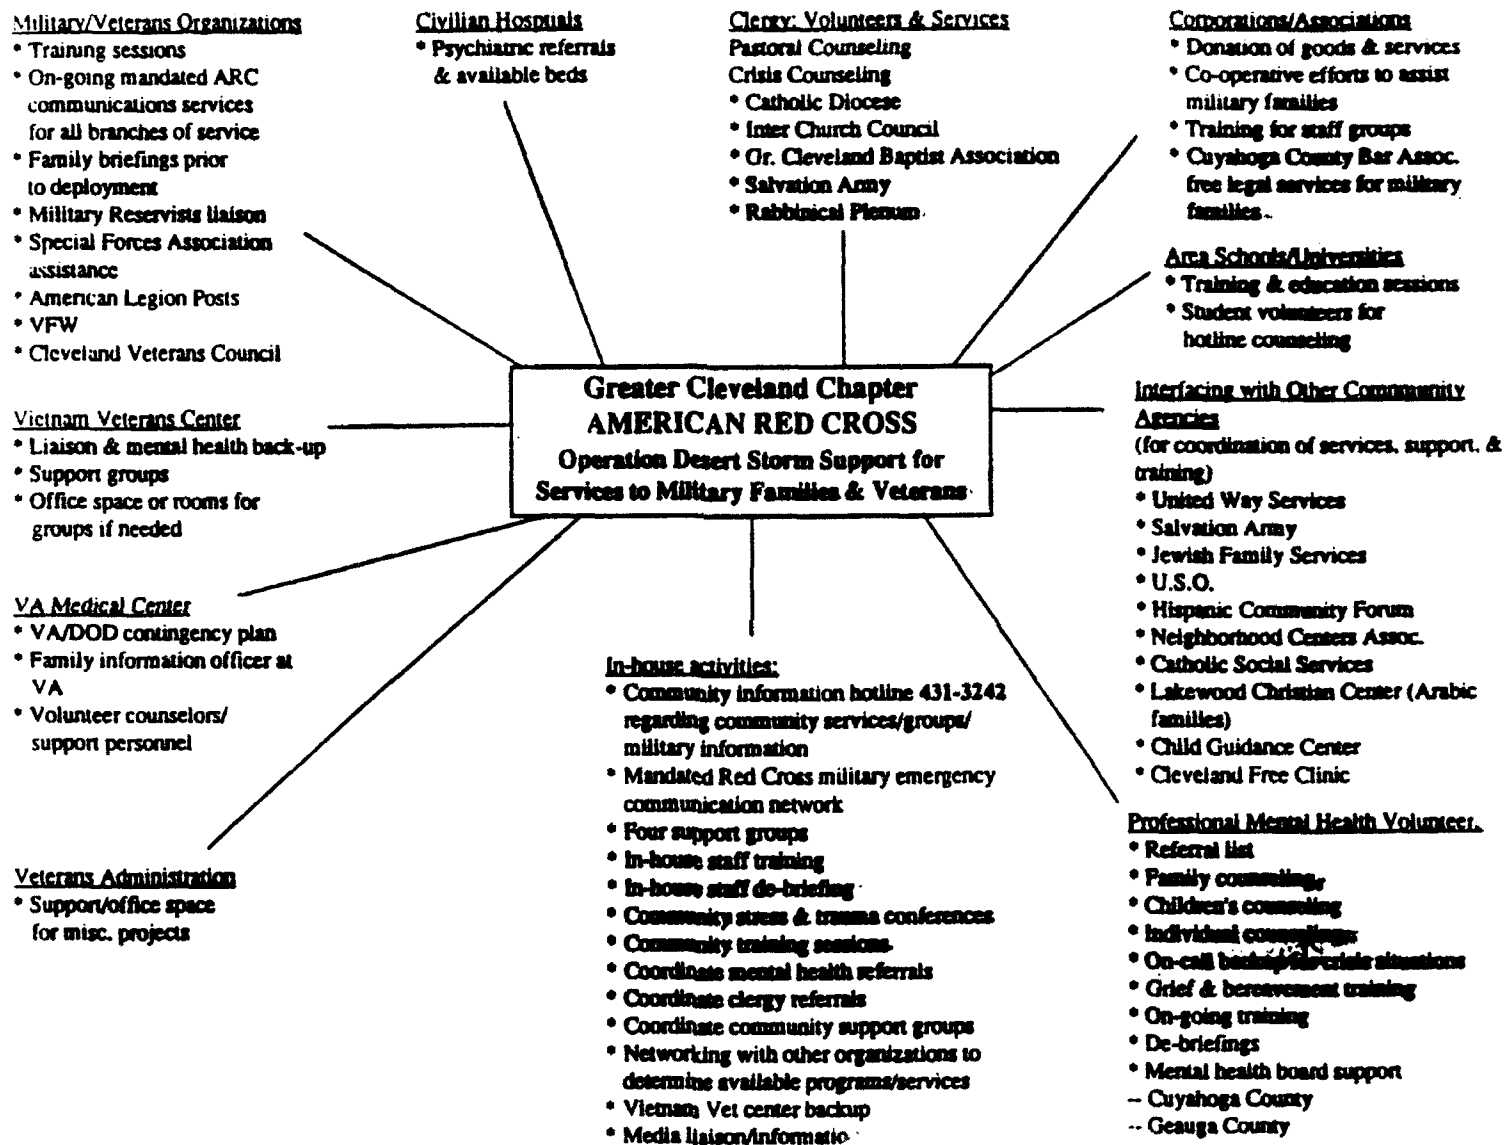 Military/Veterans Organizations
* Training sessions
* On-going mandated ARC
communications services
for all branches of service
* Family briefings prior
to deployment
* Military Reservists liaison
* Special Forces Association
assistance
* American Legion Posts
* VFW
* Cleveland Veterans Council
Civilian Hospitals
* Psychiatric referrals
& available beds
Clergy: Volunteers & Services
Pastoral Counseling
Crisis Counseling
* Catholic Diocese
* Inter Church Council
* Gr. Cleveland Baptist Association
* Salvation Army
* Rabbinical Plenum
Corporations/Associations
* Donation of goods & services
* Co-operative efforts to assist
military families
* Training for staff groups
* Cuyahoga County Bar Assoc.
free legal services for military
families
Area Schools/Universities
* Training & education sessions
* Student volunteers for
hotline counseling
Greater Cleveland Chapter
AMERICAN RED CROSS
Operation Desert Storm Support for
Services to Military Families & Veterans
Vietnam Veterans Center
* Liaison & mental health back-up
* Support groups
* Office space or rooms for
groups if needed
Interfacing with Other Community
Agencies
(for coordination of services, support, &
training)
* United Way Services
* Salvation Army
* Jewish Family Services
* U.S.O.
* Hispanic Community Forum
* Neighborhood Centers Assoc.
* Catholic Social Services
* Lakewood Christian Center (Arabic
families)
* Child Guidance Center
* Cleveland Free Clinic
VA Medical Center
* VA/DOD contingency plan
* Family information officer at
VA
* Volunteer counselors/
support personnel
Veterans Administration
* Support/office space
for misc. projects
In-house activities:
* Community information hotline 431-3242
regarding community services/groups/
military information
* Mandated Red Cross military emergency
communication network
* Four support groups
* In-house staff training
* In-house staff de-briefing
* Community stress & trauma conferences
* Community training sessions
* Coordinate mental health referrals
* Coordinate clergy referrals
* Coordinate community support groups
* Networking with other organizations to
determine available programs/services
* Vietnam Vet center backup
* Media liaison/informatio
Professional Mental Health Volunteer
* Referral list
* Family counseling
* Children's counseling
* Individual counseling
* On-call backup for crisis situations
* Grief & bereavement training
* On-going training
* De-briefings
* Mental health board support
-- Cuyahoga County
-- Geauga County